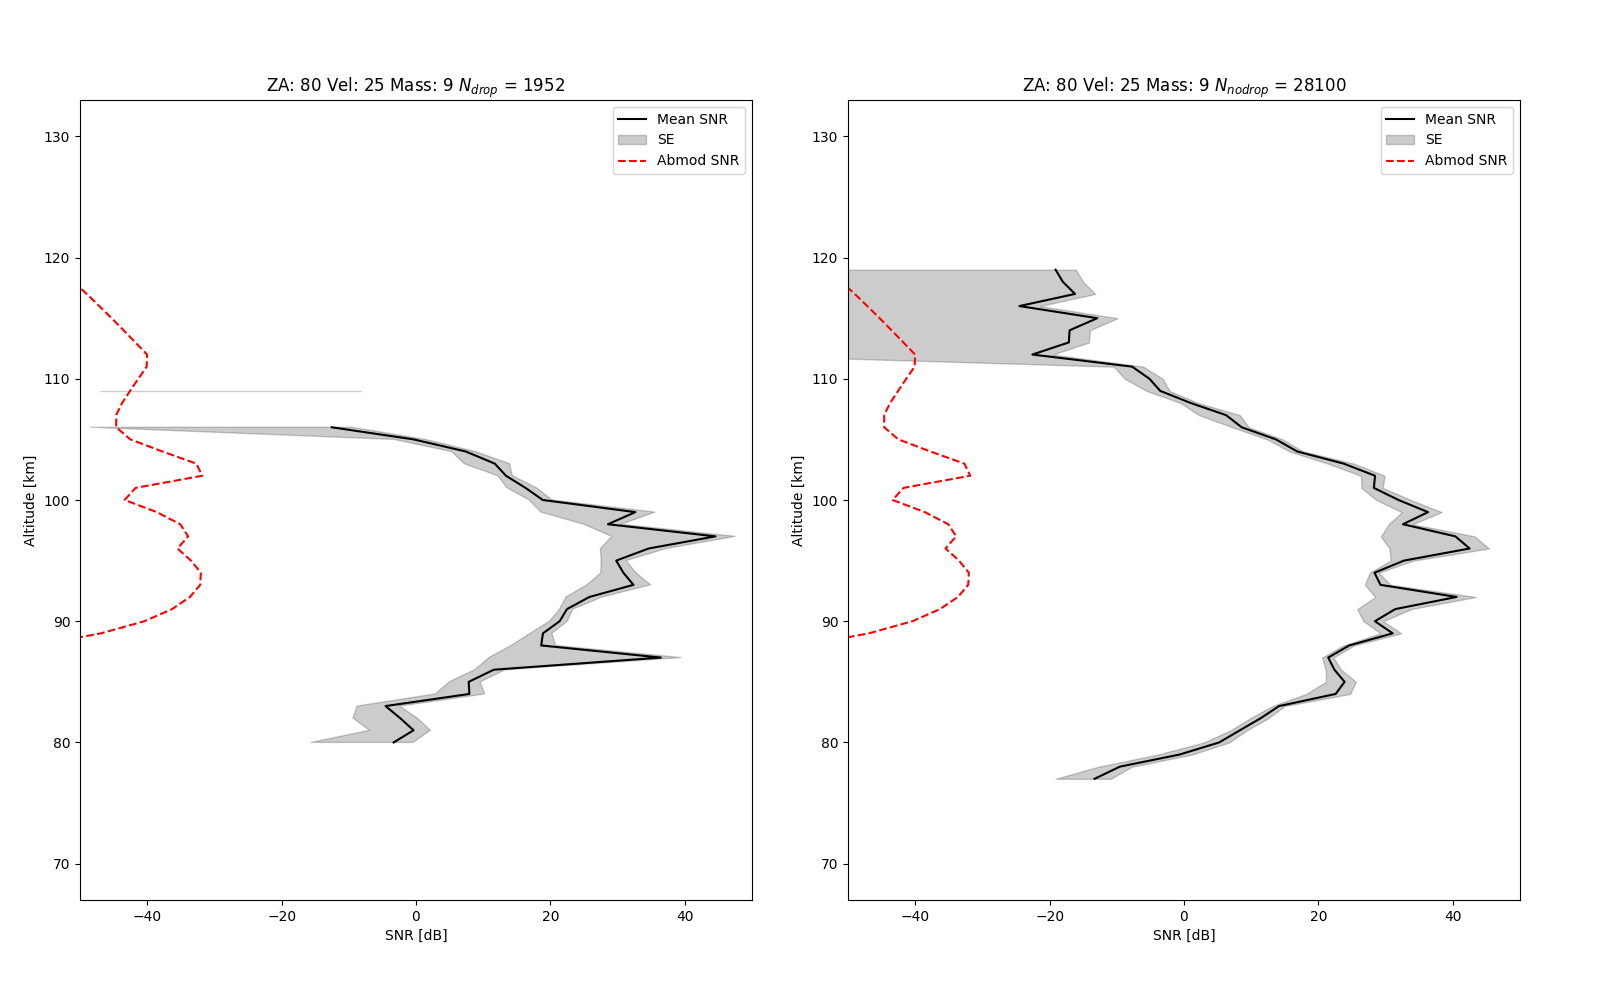 ZA: 80 Vel: 25 Mass: 9 N_drop = 1952
Mean SNR
SE
Abmod SNR
130
120
110
100
90
80
70
Altitude [km]
−40
−20
0
20
40
SNR [dB]
ZA: 80 Vel: 25 Mass: 9 N_nodrop = 28100
Mean SNR
SE
Abmod SNR
130
120
110
100
90
80
70
Altitude [km]
−40
−20
0
20
40
SNR [dB]